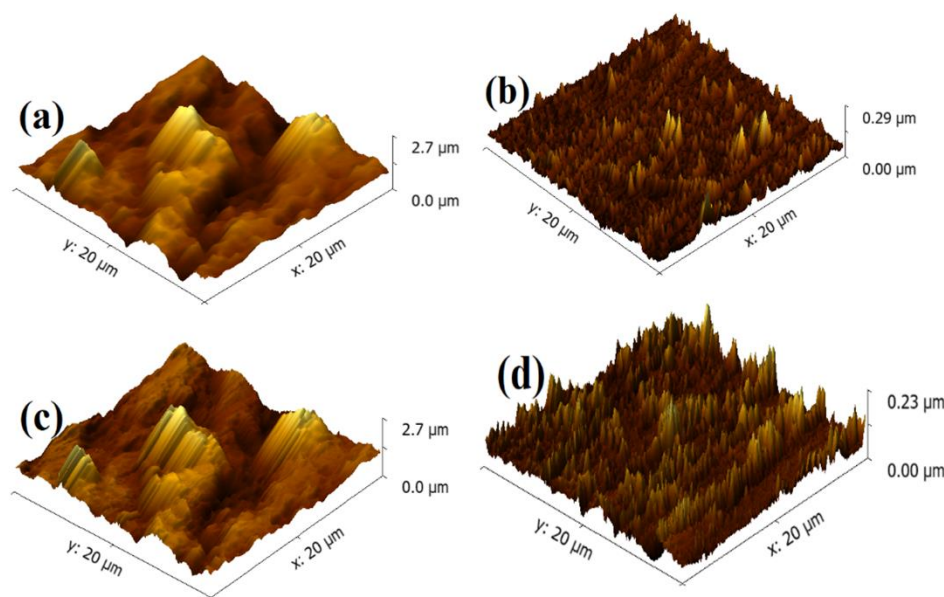 (a)
2.7 µm
0.0 µm
y: 20 µm
x: 20 µm
(b)
0.29 µm
0.00 µm
y: 20 µm
x: 20 µm
(c)
2.7 µm
0.0 µm
y: 20 µm
x: 20 µm
(d)
0.23 µm
0.00 µm
y: 20 µm
x: 20 µm